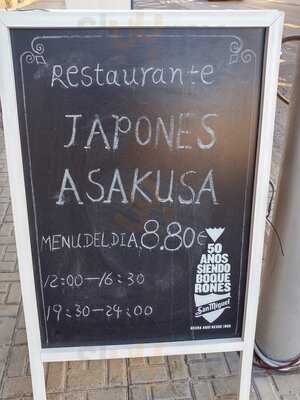 Restaurante
JAPONES
ASAKUSA
MENU.DEL.DIA. 8.80€
12:00-16:30
19:30-24:00
50
AÑOS
SIENDO
BOQUE
RONES
San Miguel